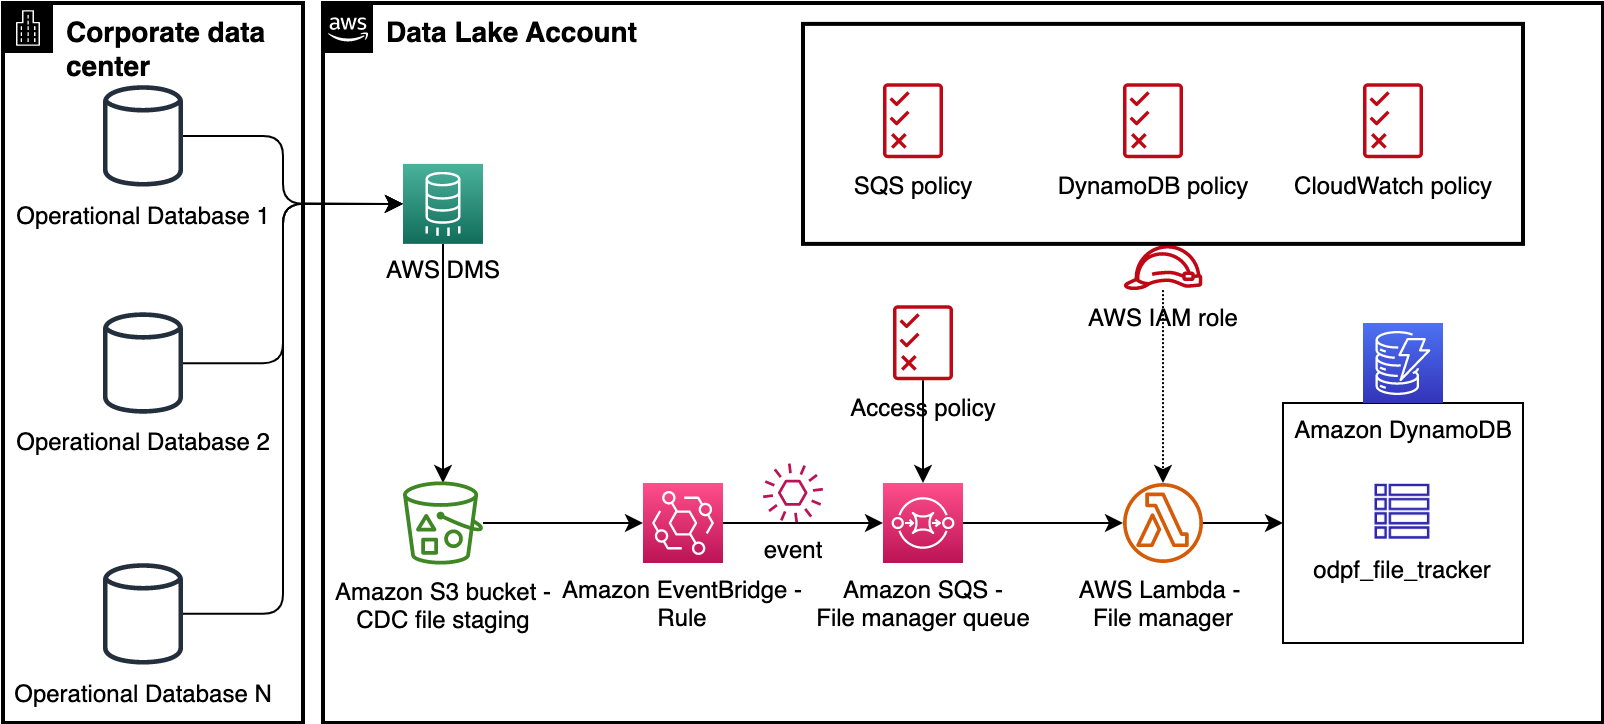 Corporate data
center
Operational Database 1
Operational Database 2
Operational Database N
aws
Data Lake Account
SQS policy
DynamoDB policy
CloudWatch policy
AWS DMS
AWS IAM role
Access policy
Amazon DynamoDB
odpf_file_tracker
event
Amazon S3 bucket -
CDC file staging
Amazon EventBridge -
Rule
Amazon SQS -
File manager queue
AWS Lambda -
File manager